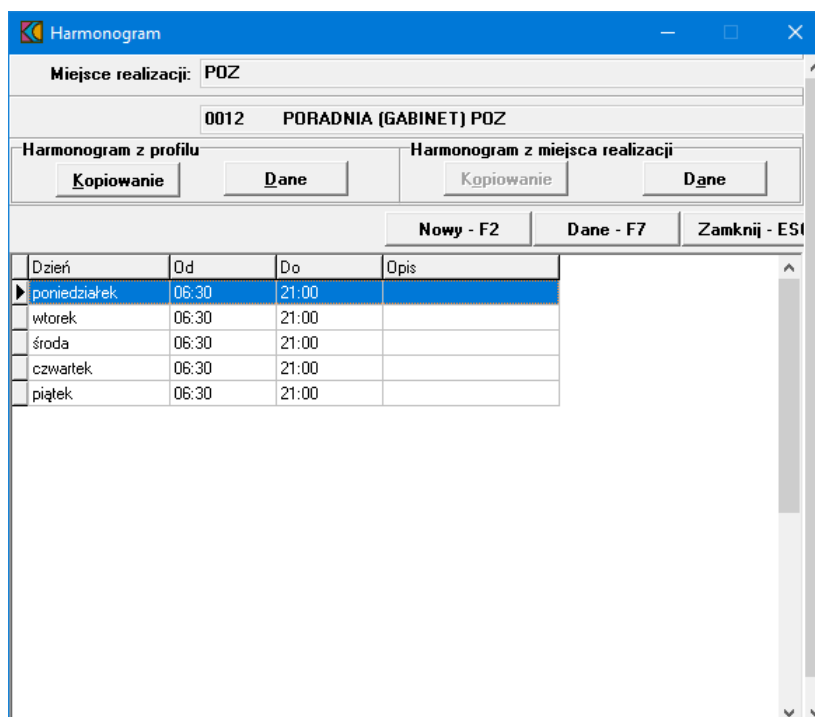 Harmonogram
Miejsce realizacji: POZ
0012 PORADNIA (GABINET) POZ
Harmonogram z profilu Harmonogram z miejsca realizacji
Kopiowanie Dane Kopiowanie Dane
Nowy - F2 Dane - F7 Zamknij - ES
Dzień Od Do Opis
poniedziałek 06:30 21:00
wtorek 06:30 21:00
środa 06:30 21:00
czwartek 06:30 21:00
piątek 06:30 21:00